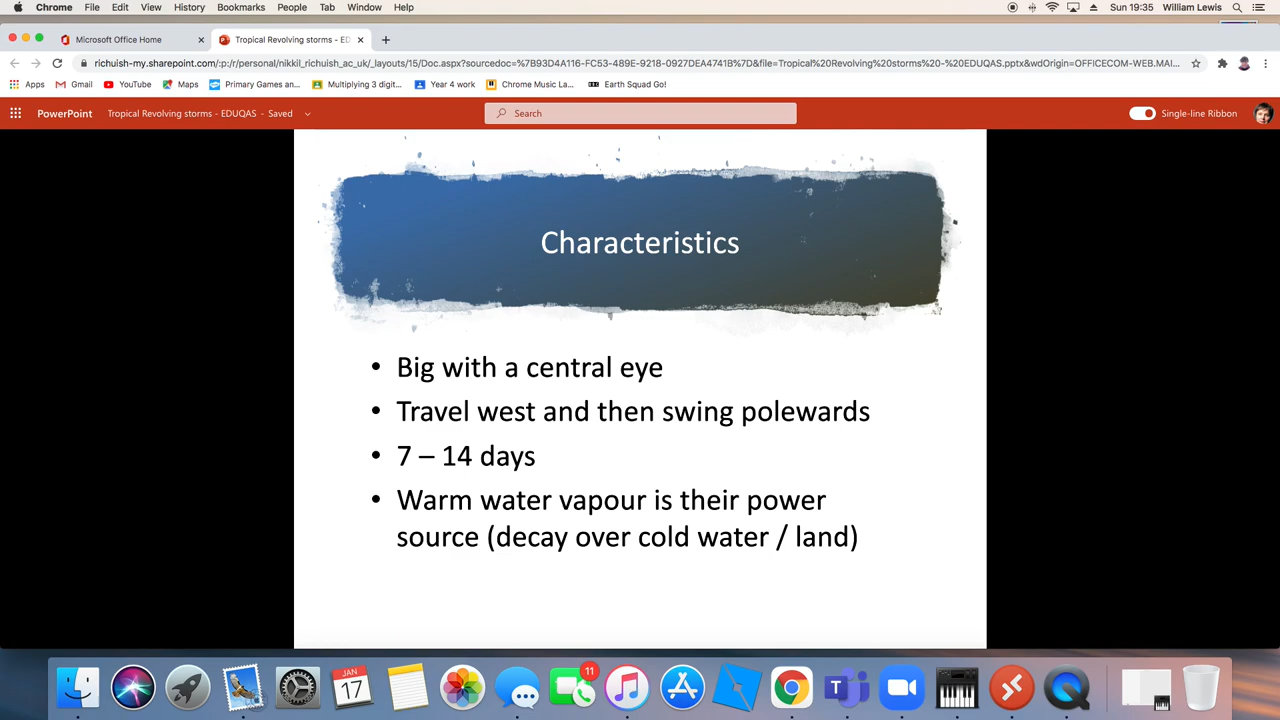 Chrome File Edit View History Bookmarks People Tab Window Help Sun 19:35 William Lewis
Microsoft Office Home Tropical Revolving storms - ED
richuish-my.sharepoint.com/:p:/r/personal/nikkil_richuish_ac_uk/_layouts/15/Doc.aspx?sourcedoc=%7B93D4A116-FC53-489E-9218-0927DEA4741B%7D&file=Tropical%20Revolving%20storms%20-%20EDUQAS.pptx&wdOrigin=OFFICECOM-WEB.MAI...
Apps Gmail YouTube Maps Primary Games an... Multiplying 3 digit... Year 4 work Chrome Music La... Earth Squad Go!
PowerPoint Tropical Revolving storms - EDUQAS - Saved Search Single-line Ribbon
Characteristics
• Big with a central eye
• Travel west and then swing polewards
• 7 – 14 days
• Warm water vapour is their power
source (decay over cold water / land)
JAN
17
11